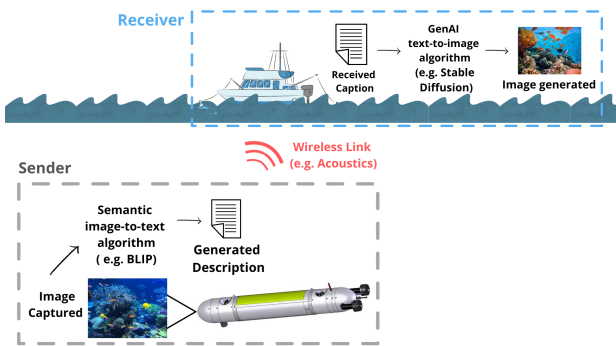 Receiver
Received
Caption
GenAI
text-to-image
algorithm
(e.g. Stable
Diffusion)
Image generated
Wireless Link
(e.g. Acoustics)
Sender
Semantic
image-to-text
algorithm
( e.g. BLIP)
Generated
Description
Image
Captured